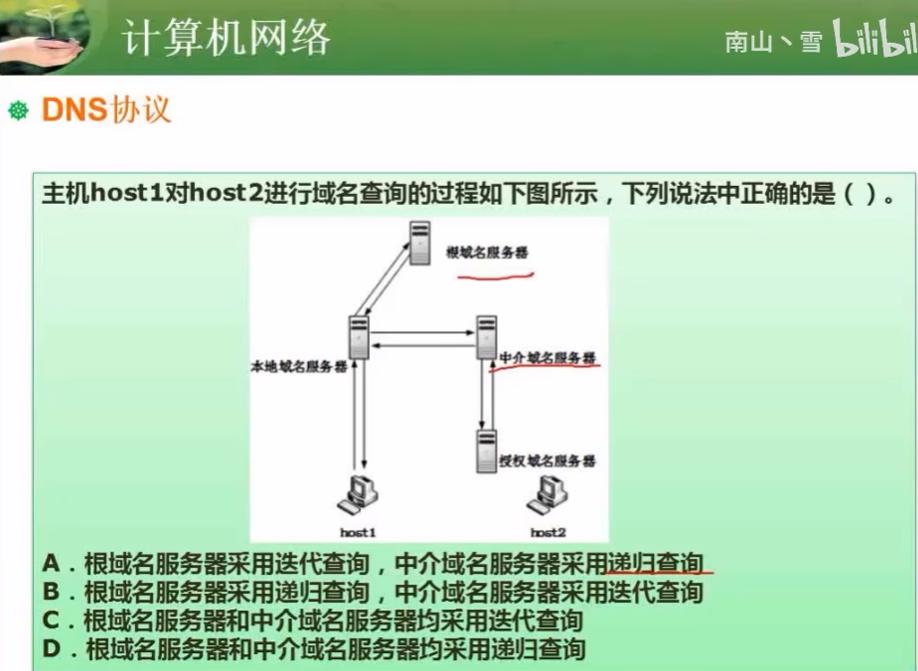 计算机网络
南山丶雪 bilibil
DNS协议
主机host1对host2进行域名查询的过程如下图所示，下列说法中正确的是（ ）。
根域名服务器
本地域名服务器
中介域名服务器
授权域名服务器
host1
host2
A．根域名服务器采用迭代查询，中介域名服务器采用递归查询
B．根域名服务器采用递归查询，中介域名服务器采用迭代查询
C．根域名服务器和中介域名服务器均采用迭代查询
D．根域名服务器和中介域名服务器均采用递归查询